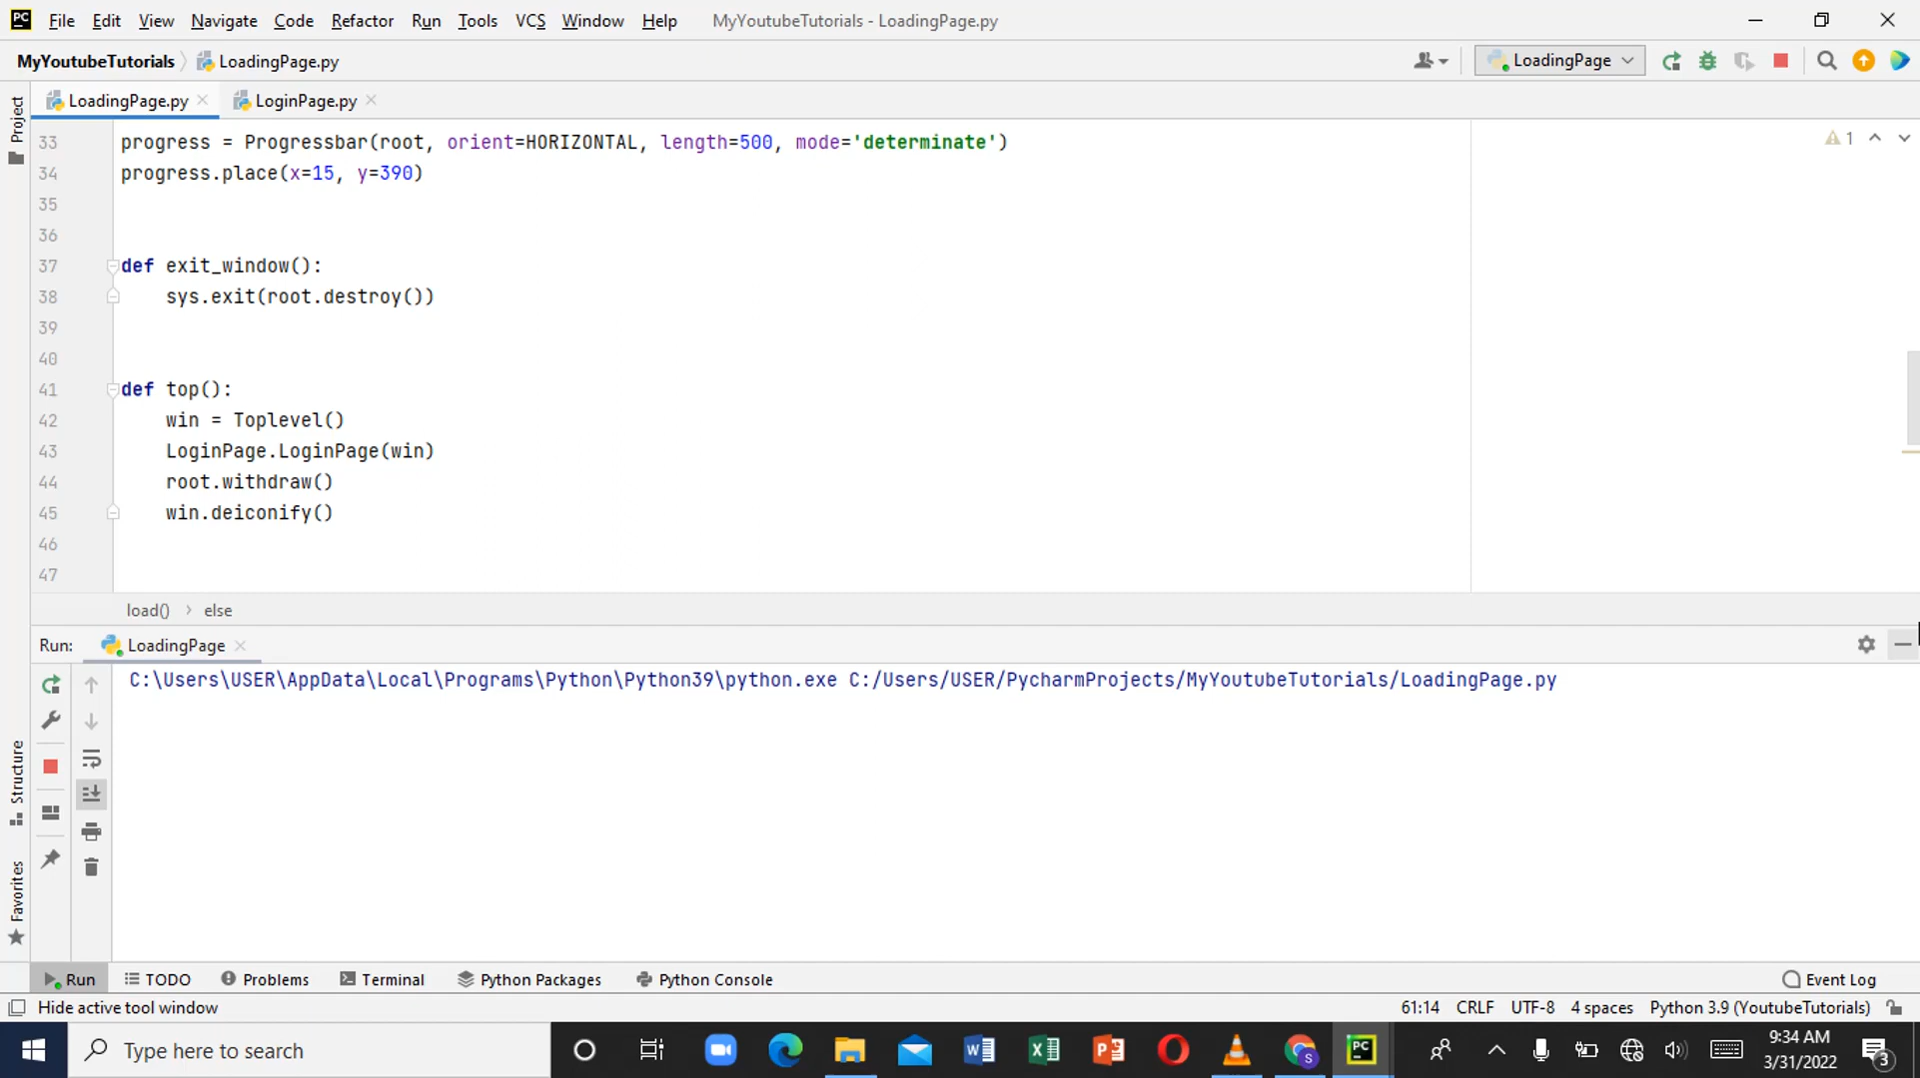 PC File Edit View Navigate Code Refactor Run Tools VCS Window Help MyYoutubeTutorials - LoadingPage.py
MyYoutubeTutorials LoadingPage.py LoadingPage
LoadingPage.py LoginPage.py
Project
33 progress = Progressbar(root, orient=HORIZONTAL, length=500, mode='determinate') 1
34 progress.place(x=15, y=390)
35
36
37 def exit_window():
38 sys.exit(root.destroy())
39
40
41 def top():
42 win = Toplevel()
43 LoginPage.LoginPage(win)
44 root.withdraw()
45 win.deiconify()
46
47
load() › else
Run: LoadingPage
C:\Users\USER\AppData\Local\Programs\Python\Python39\python.exe C:/Users/USER/PycharmProjects/MyYoutubeTutorials/LoadingPage.py
Structure
Favorites
Run TODO Problems Terminal Python Packages Python Console Event Log
Hide active tool window 61:14 CRLF UTF-8 4 spaces Python 3.9 (YoutubeTutorials)
Type here to search
PC
S
9:34 AM
3/31/2022
3